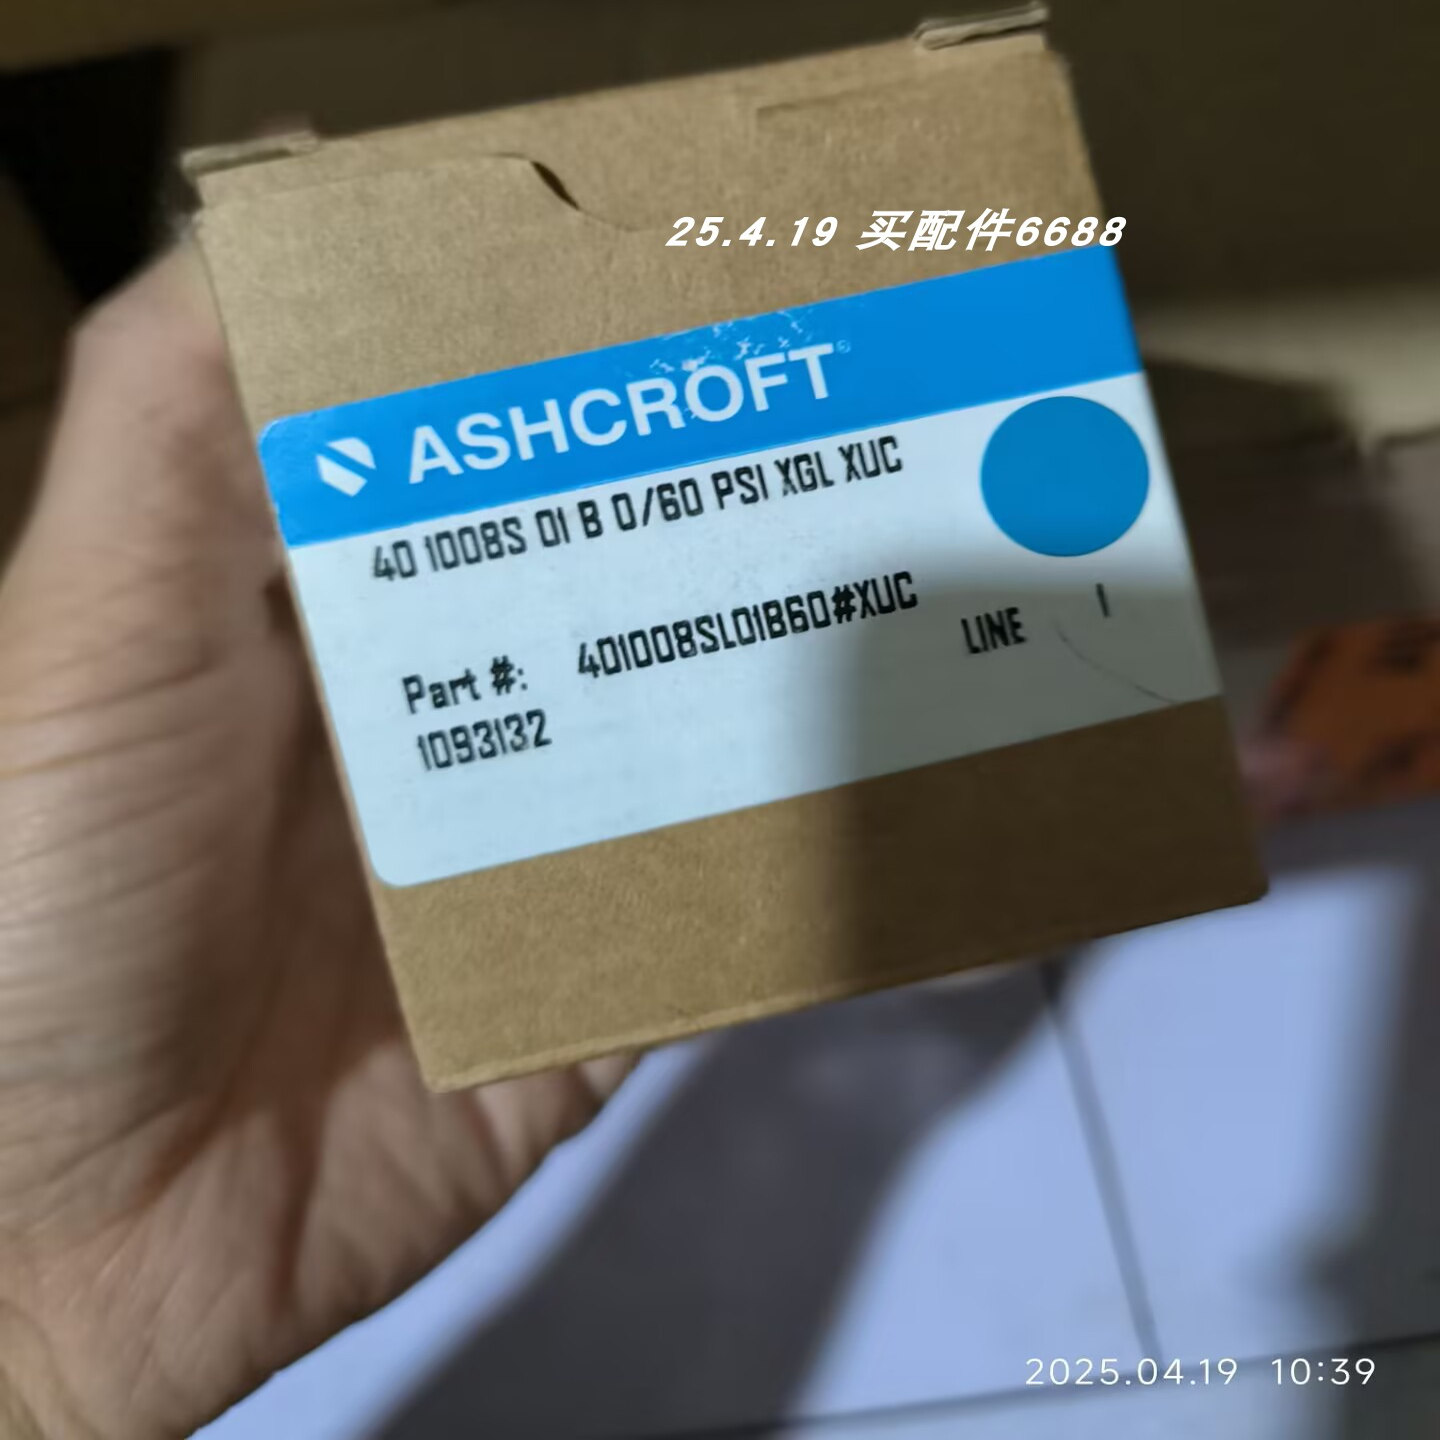 25.4.19 买配件6688
ASHCROFT®
40 1008S 01 B 0/60 PSI XGL XUC
Part #: 401008SL01B60#XUC
LINE 1
1093132
2025.04.19 10:39